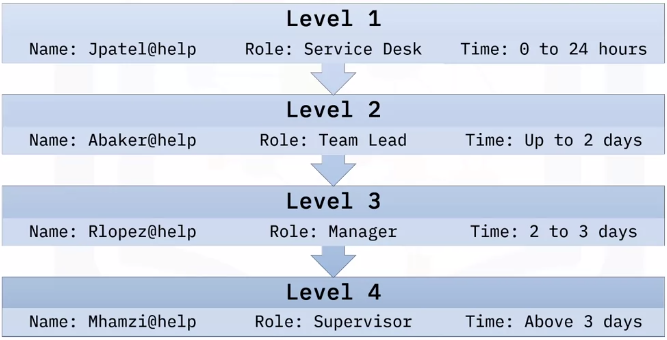 Level 1
Name: Jpatel@help Role: Service Desk Time: 0 to 24 hours
Level 2
Name: Abaker@help Role: Team Lead Time: Up to 2 days
Level 3
Name: Rlopez@help Role: Manager Time: 2 to 3 days
Level 4
Name: Mhamzi@help Role: Supervisor Time: Above 3 days